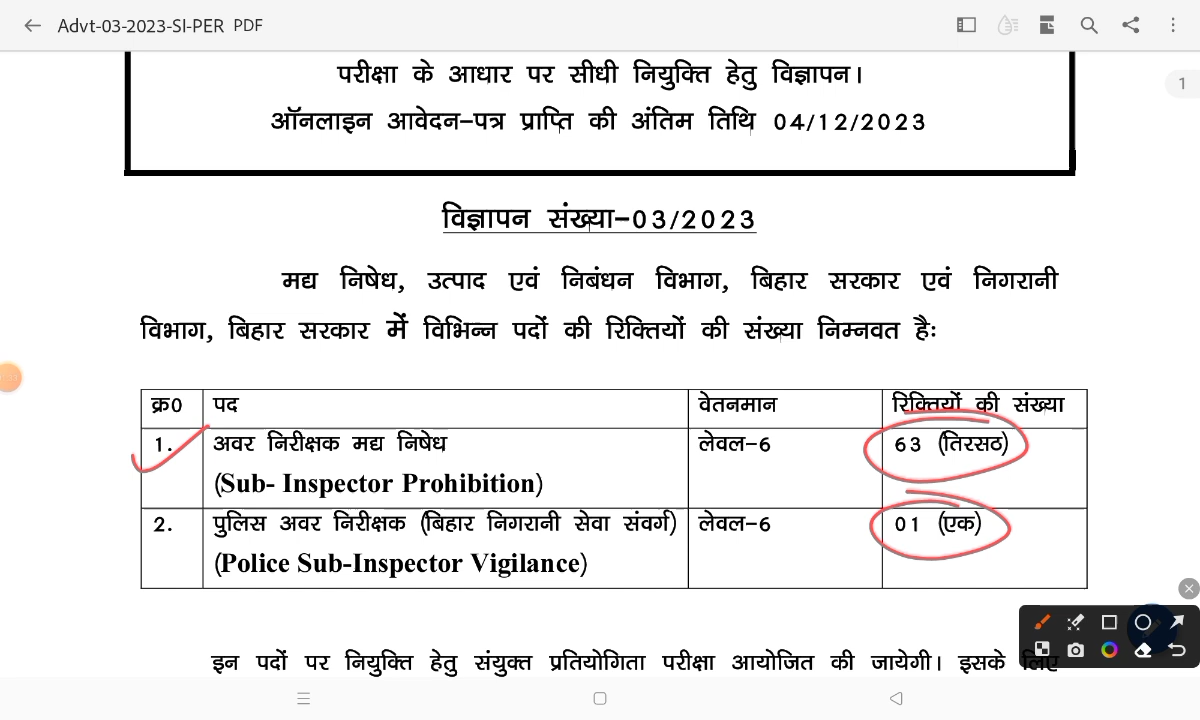 Advt-03-2023-SI-PER PDF
1
परीक्षा के आधार पर सीधी नियुक्ति हेतु विज्ञापन।
ऑनलाइन आवेदन–पत्र प्राप्ति की अंतिम तिथि 04/12/2023
विज्ञापन संख्या–03/2023
मद्य निषेध, उत्पाद एवं निबंधन विभाग, बिहार सरकार एवं निगरानी
विभाग, बिहार सरकार में विभिन्न पदों की रिक्तियों की संख्या निम्नवत हैः
क्र0 पद वेतनमान रिक्तियों की संख्या
1. अवर निरीक्षक मद्य निषेध लेवल–6 63 (तिरसठ)
(Sub- Inspector Prohibition)
2. पुलिस अवर निरीक्षक (बिहार निगरानी सेवा संवर्ग) लेवल–6 01 (एक)
(Police Sub-Inspector Vigilance)
इन पदों पर नियुक्ति हेतु संयुक्त प्रतियोगिता परीक्षा आयोजित की जायेगी। इसके लिए